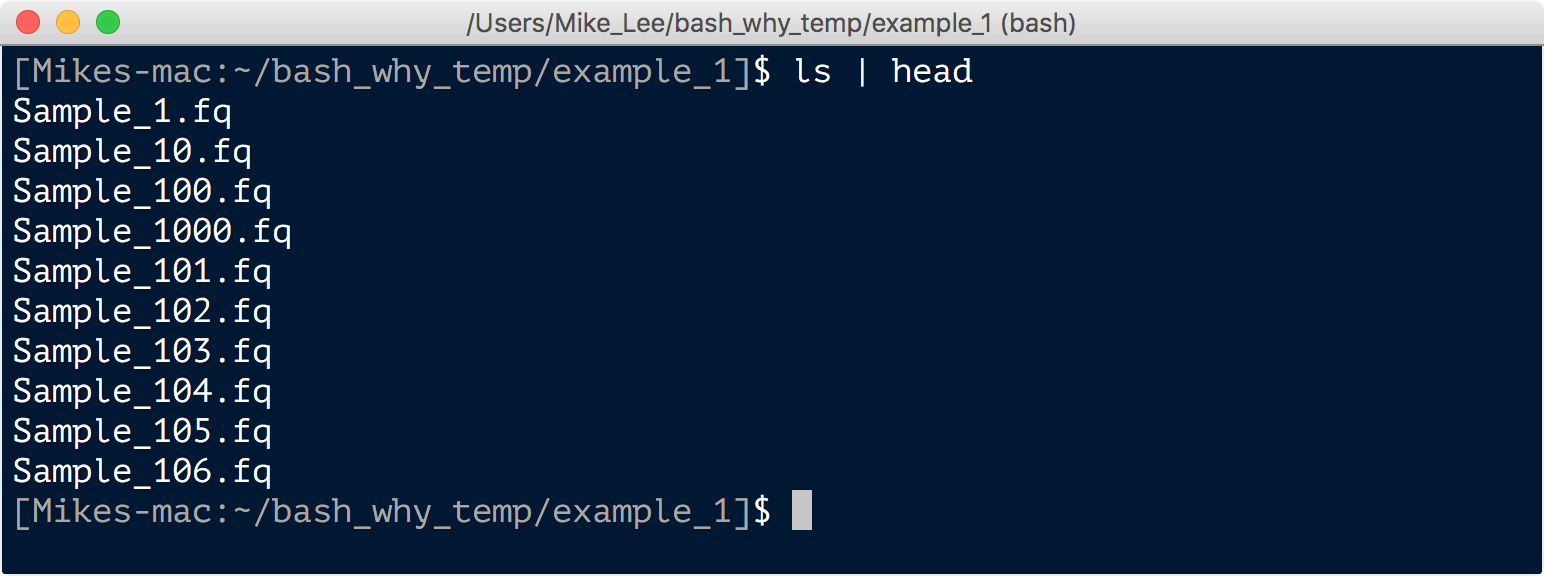 /Users/Mike_Lee/bash_why_temp/example_1 (bash)
[Mikes-mac:~/bash_why_temp/example_1]$ ls | head
Sample_1.fq
Sample_10.fq
Sample_100.fq
Sample_1000.fq
Sample_101.fq
Sample_102.fq
Sample_103.fq
Sample_104.fq
Sample_105.fq
Sample_106.fq
[Mikes-mac:~/bash_why_temp/example_1]$